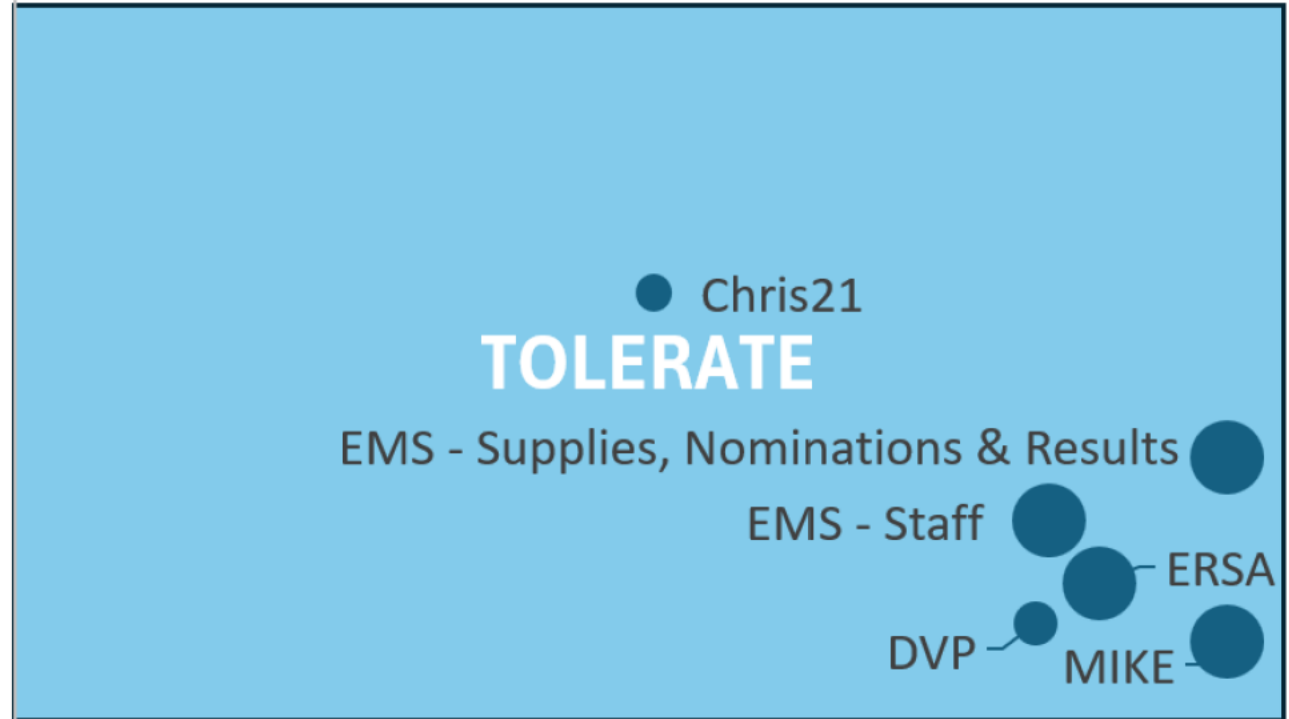 Chris21
TOLERATE
EMS - Supplies, Nominations & Results
EMS - Staff
ERSA
DVP
MIKE